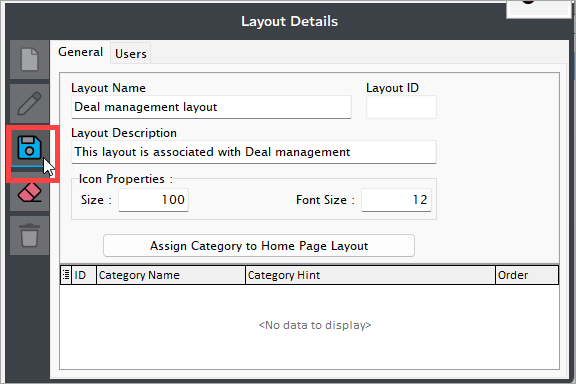 Layout Details
General Users
Layout Name Layout ID
Deal management layout
Layout Description
This layout is associated with Deal management
Icon Properties :
Size : 100 Font Size : 12
Assign Category to Home Page Layout
ID Category Name Category Hint Order
<No data to display>